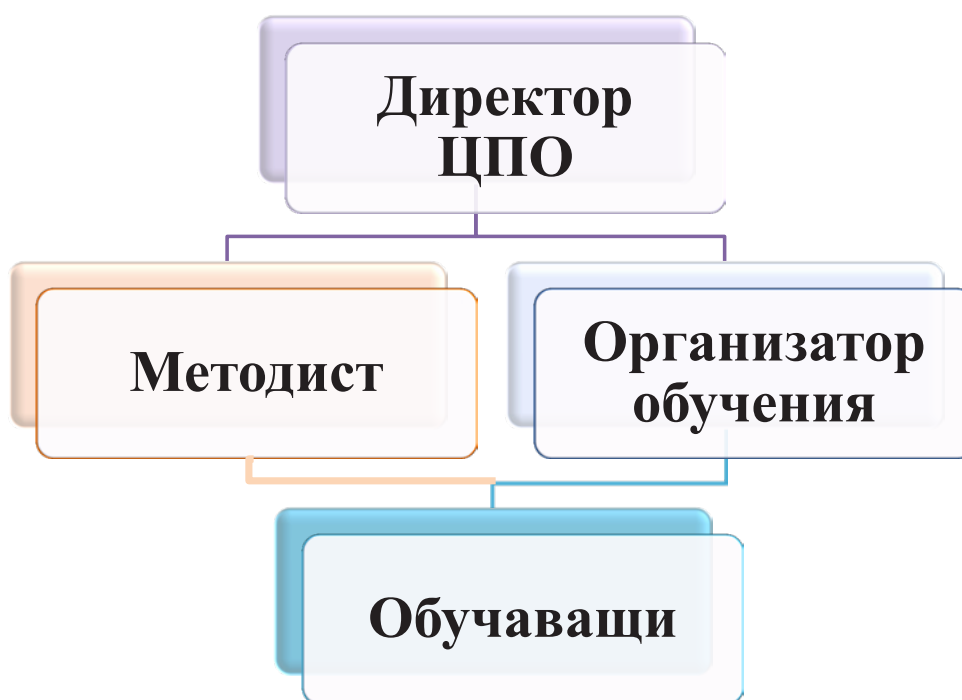 Директор
ЦПО
Методист
Организатор
обучения
Обучаващи